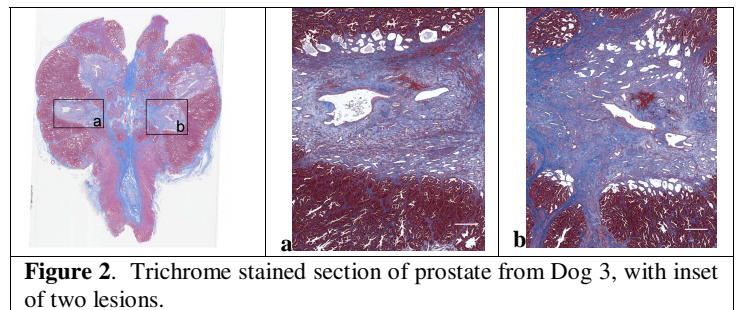 a
b
a
b
Figure 2. Trichrome stained section of prostate from Dog 3, with inset
of two lesions.